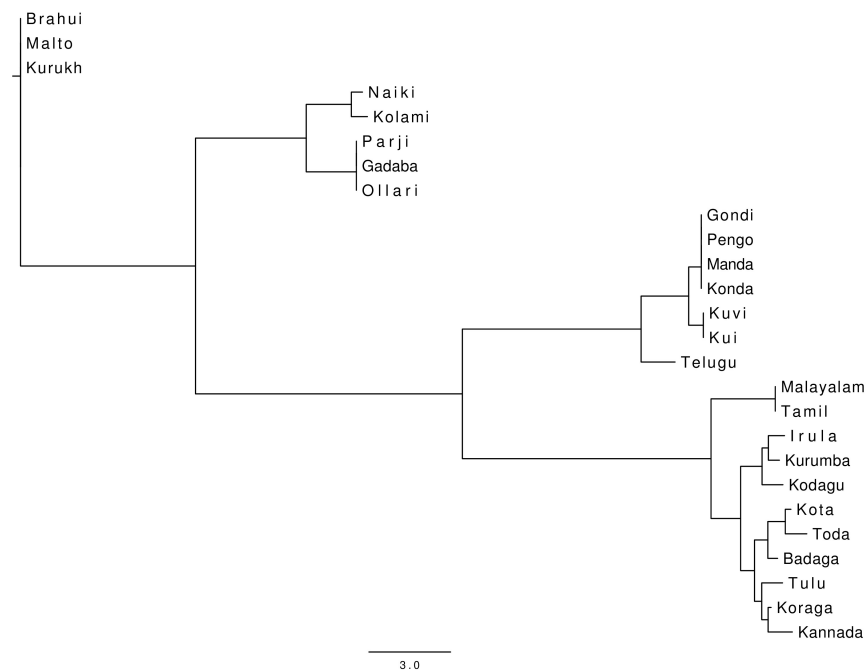 Brahui
Malto
Kurukh
Naiki
Kolami
Parji
Gadaba
Ollari
Gondi
Pengo
Manda
Konda
Kuvi
Kui
Telugu
Malayalam
Tamil
Irula
Kurumba
Kodagu
Kota
Toda
Badaga
Tulu
Koraga
Kannada
3.0